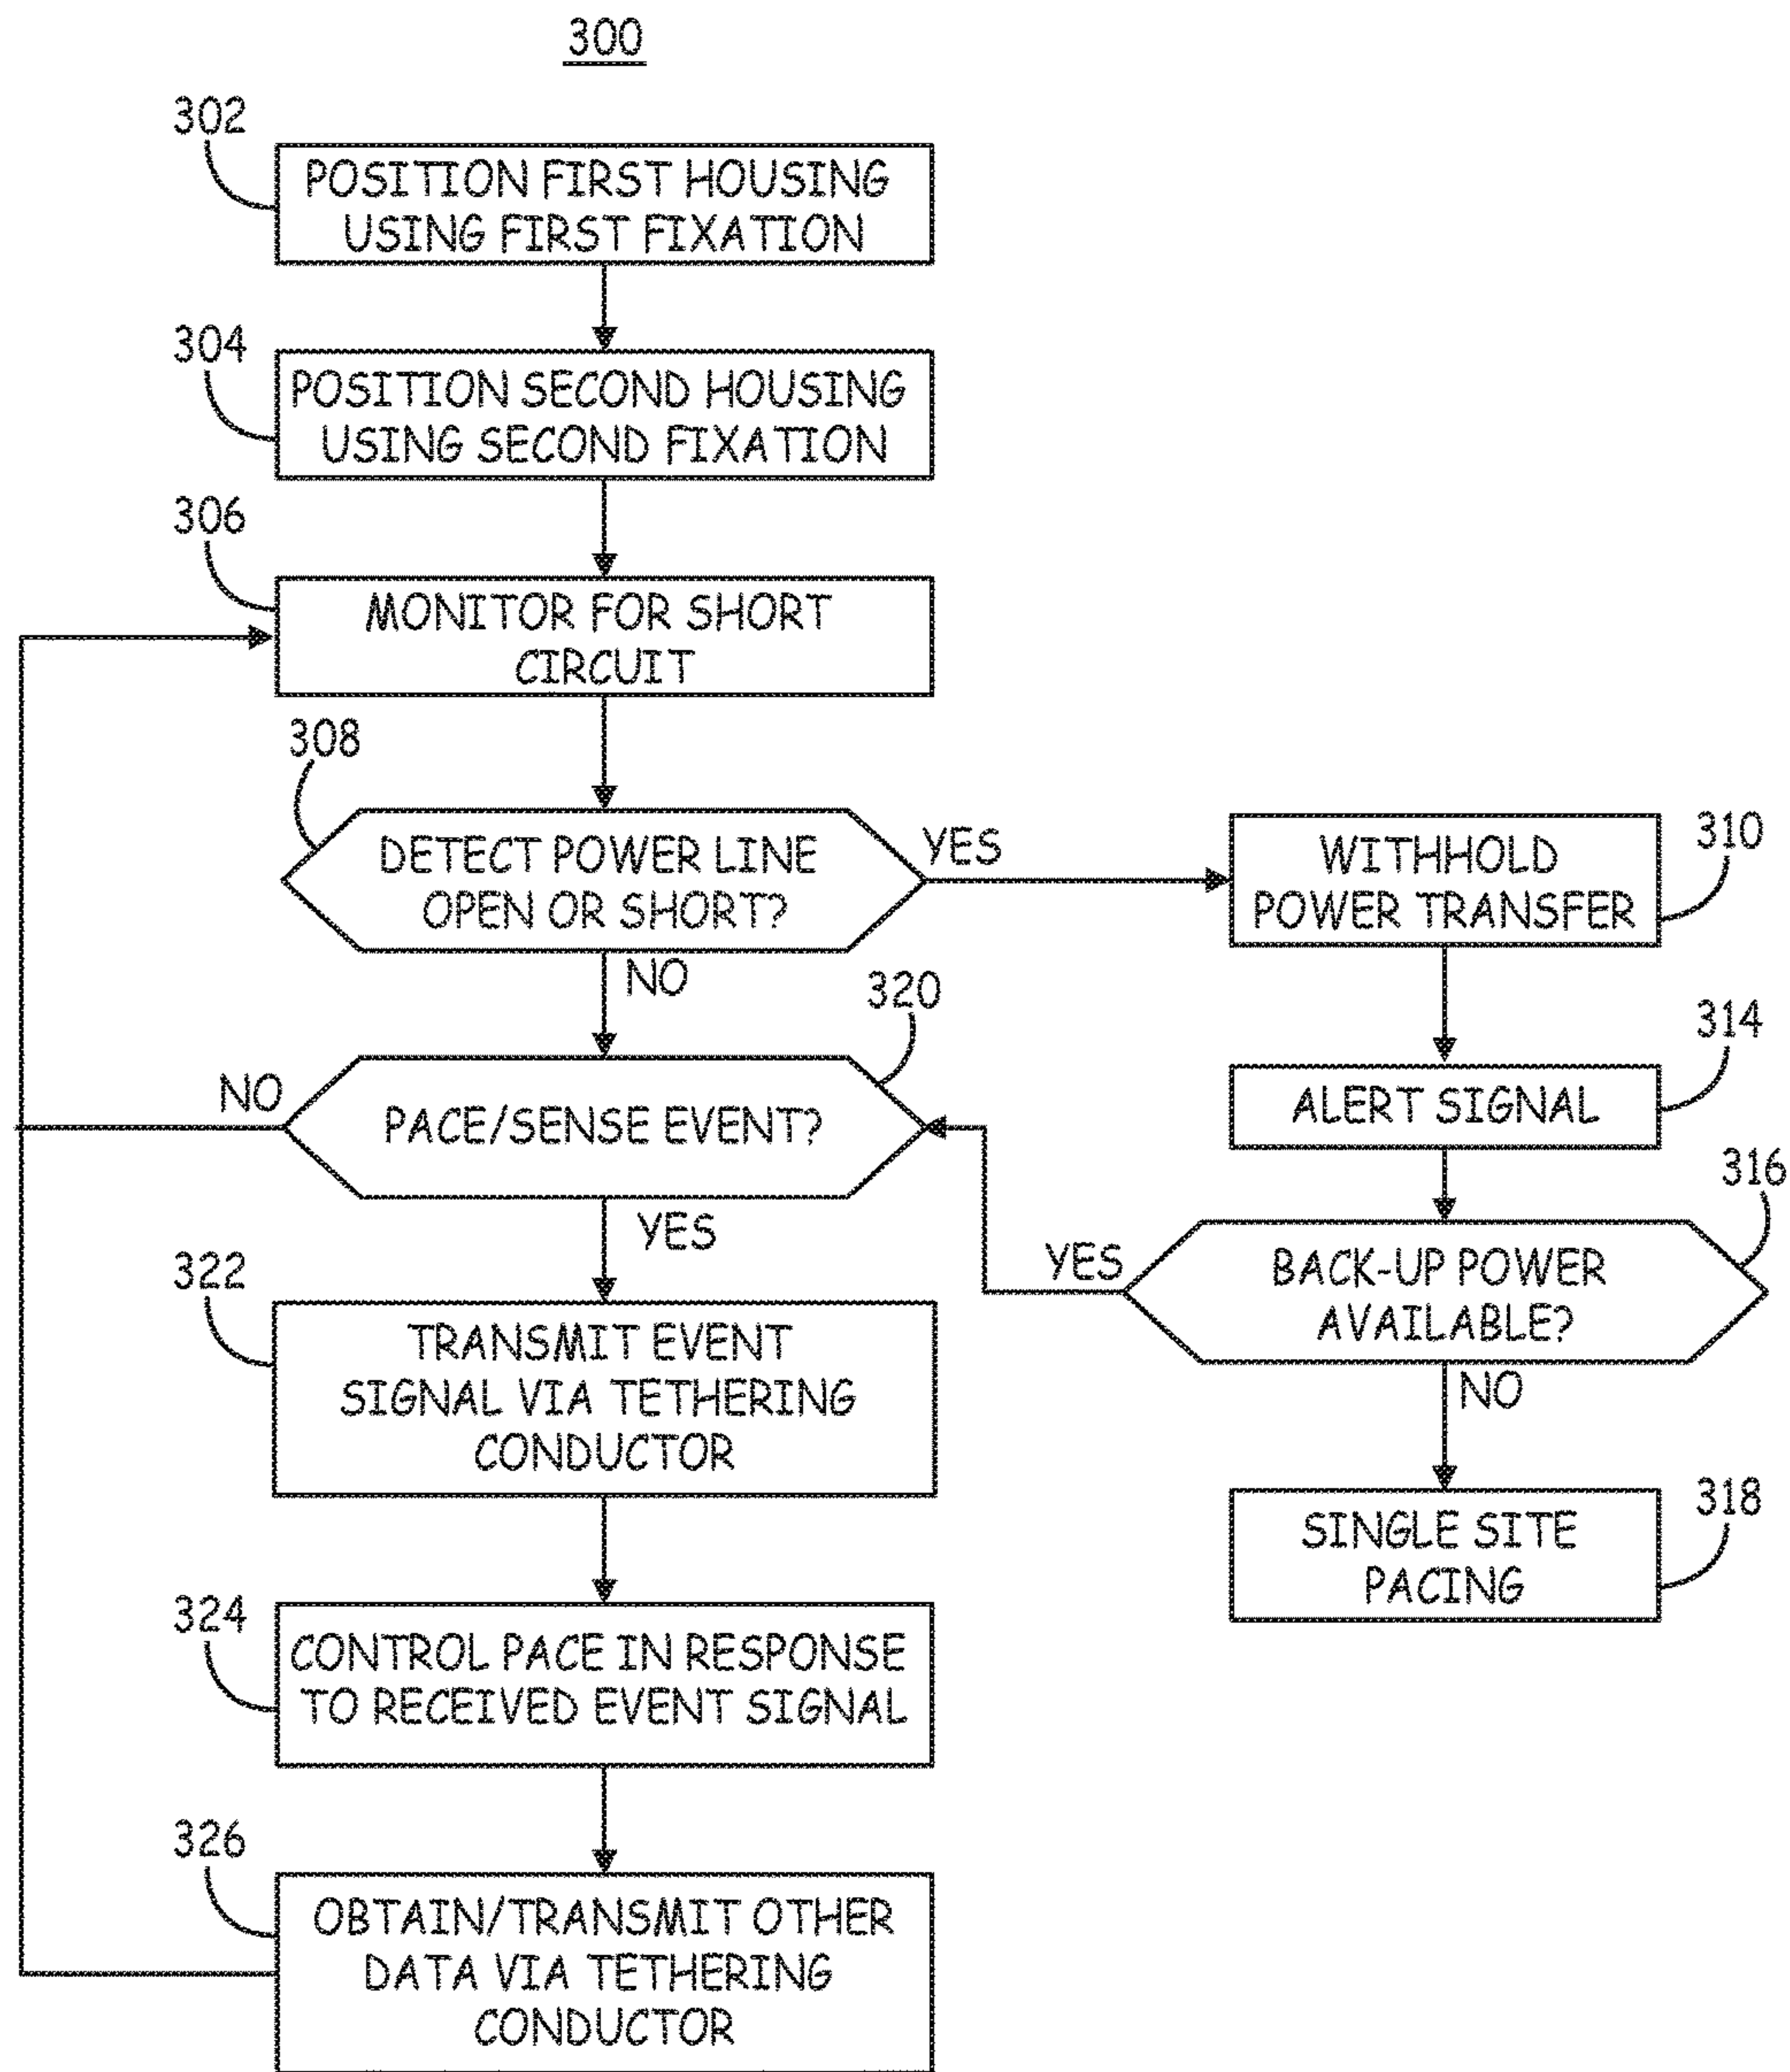 300
302
POSITION FIRST HOUSING
USING FIRST FIXATION
304
POSITION SECOND HOUSING
USING SECOND FIXATION
306
MONITOR FOR SHORT
CIRCUIT
308
DETECT POWER LINE
OPEN OR SHORT?
YES
NO
310
WITHHOLD
POWER TRANSFER
314
ALERT SIGNAL
316
BACK-UP POWER
AVAILABLE?
YES
NO
318
SINGLE SITE
PACING
320
PACE/SENSE EVENT?
NO
YES
322
TRANSMIT EVENT
SIGNAL VIA TETHERING
CONDUCTOR
324
CONTROL PACE IN RESPONSE
TO RECEIVED EVENT SIGNAL
326
OBTAIN/TRANSMIT OTHER
DATA VIA TETHERING
CONDUCTOR